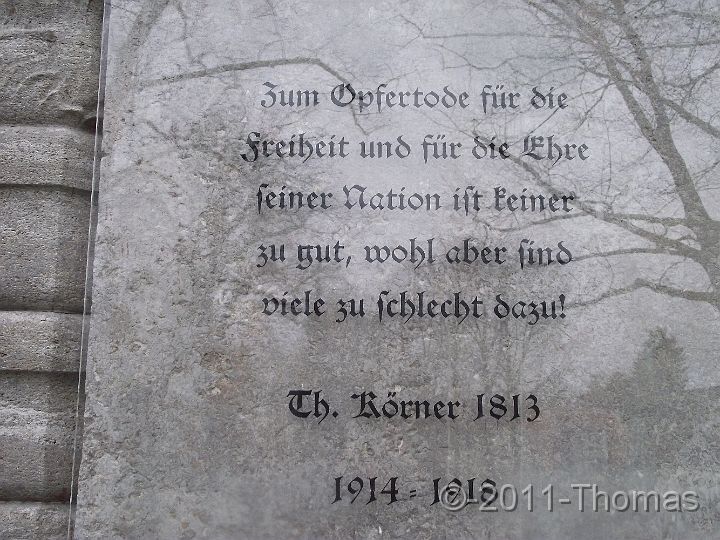 Zum Opfertode für die
Freiheit und für die Ehre
seiner Nation ist keiner
zu gut, wohl aber sind
viele zu schlecht dazu!
Th. Körner 1813
1914 - 1918
© 2011-Thomas